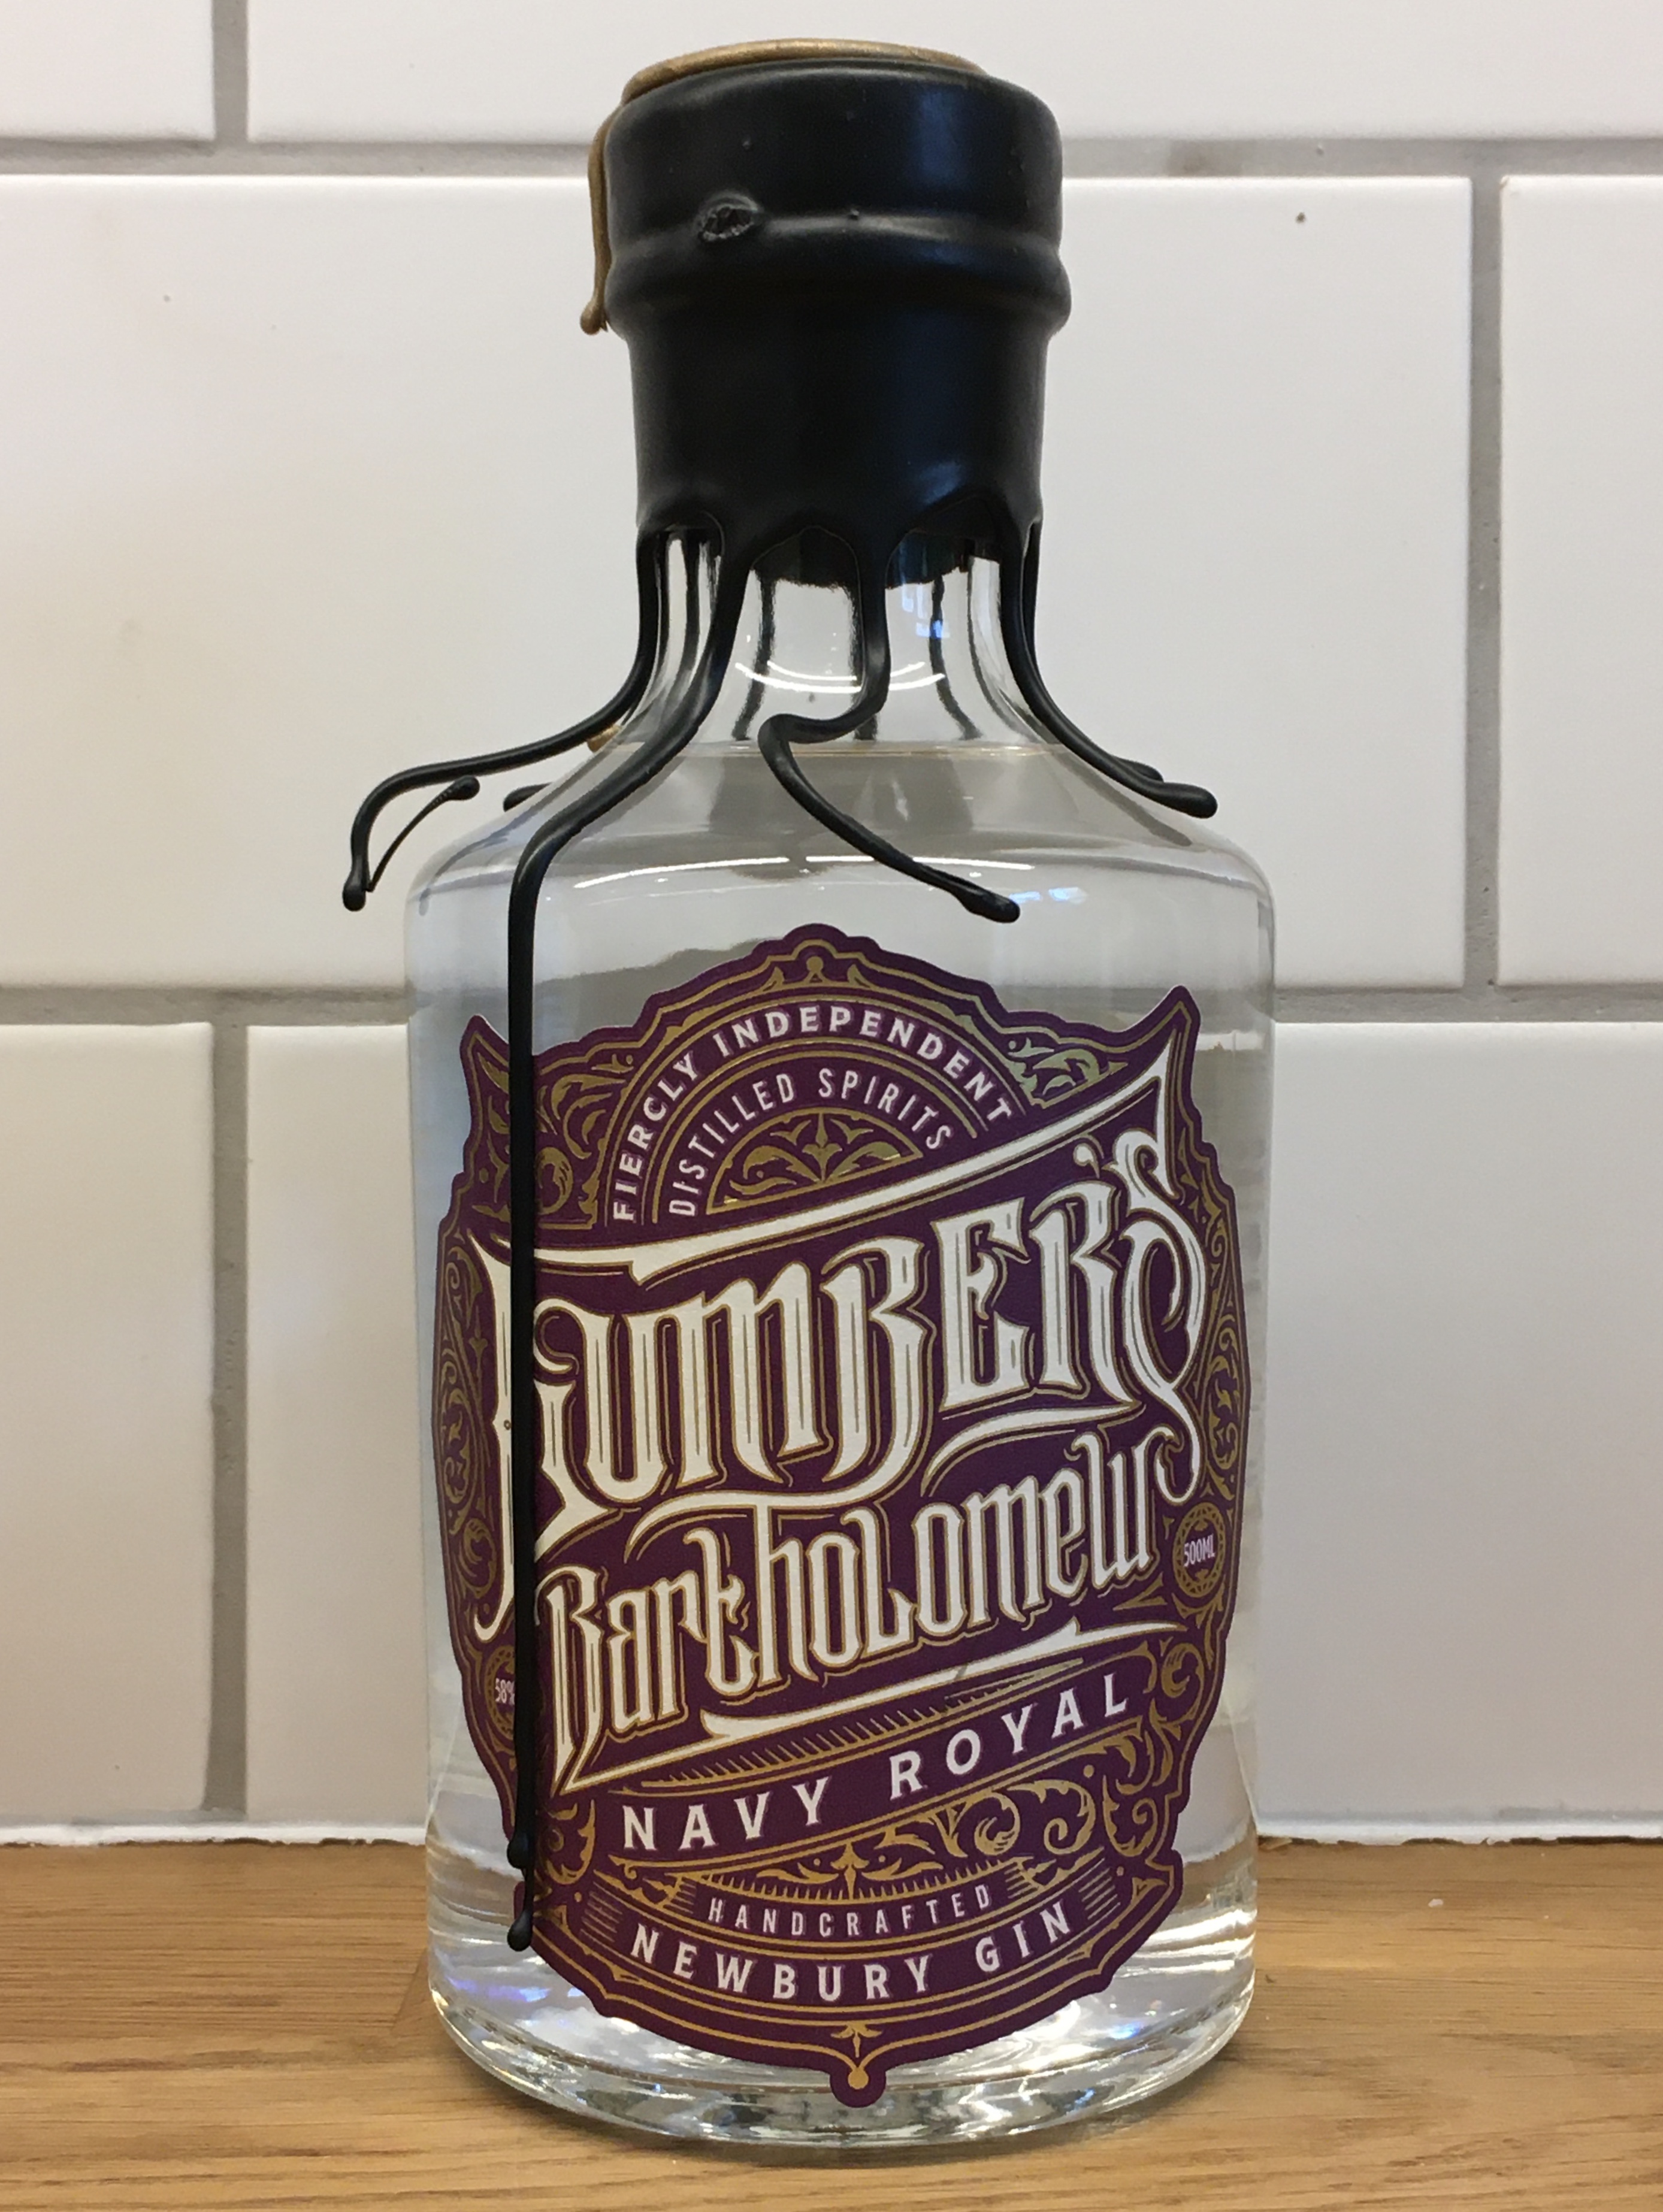 FIERCLY INDEPENDENT
DISTILLED SPIRITS
LUMBER'S
BARTHOLOMEW
500ML
58%
NAVY ROYAL
HANDCRAFTED
NEWBURY GIN